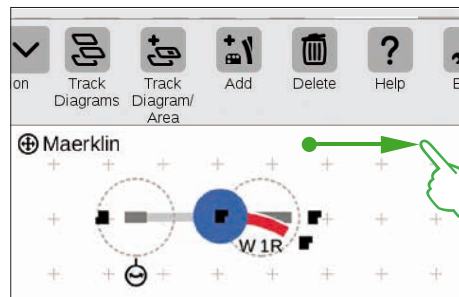 on
Track Diagrams
Track Diagram/ Area
Add
Delete
Help
E
Maerklin
W 1R